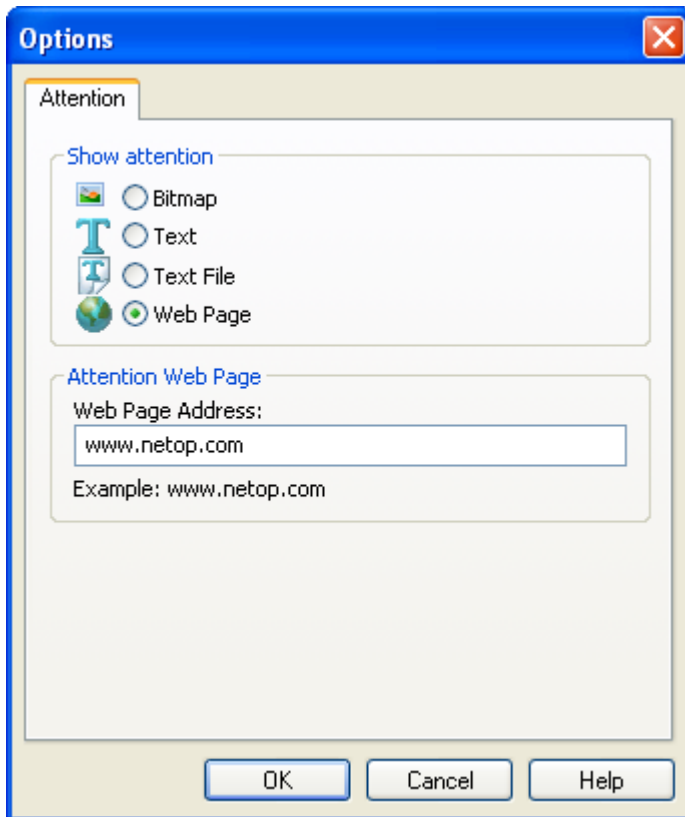 Options
Attention
Show attention
Bitmap
Text
Text File
Web Page
Attention Web Page
Web Page Address:
www.netop.com
Example: www.netop.com
OK Cancel Help